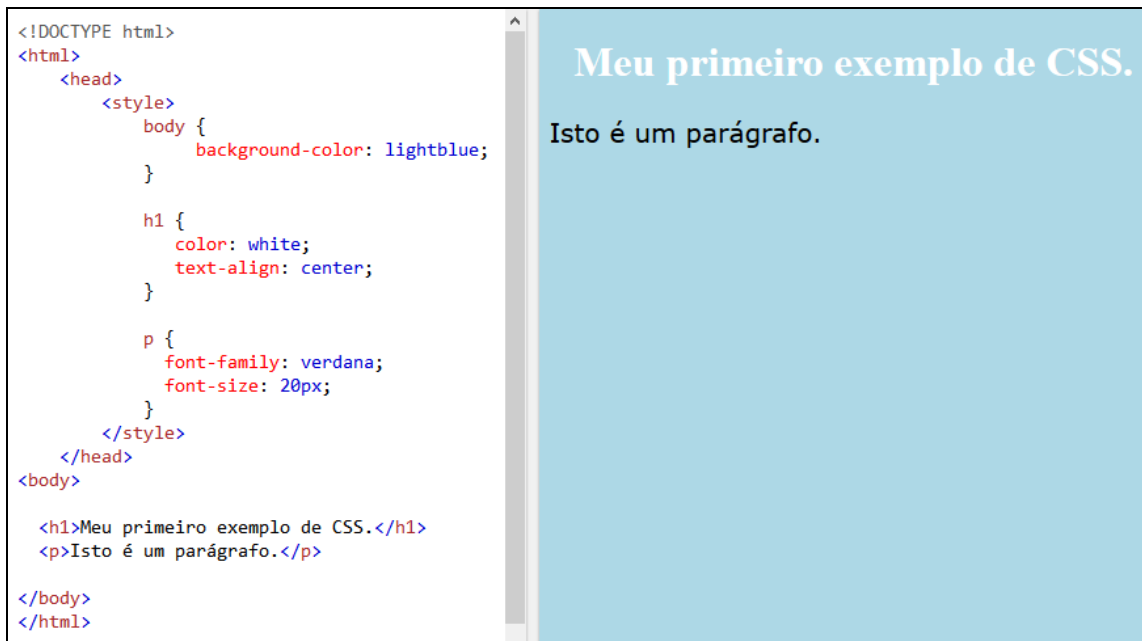 <!DOCTYPE html>
<html>
    <head>
        <style>
            body {
                 background-color: lightblue;
            }

            h1 {
               color: white;
               text-align: center;
            }

            p {
              font-family: verdana;
              font-size: 20px;
            }
        </style>
    </head>
<body>

  <h1>Meu primeiro exemplo de CSS.</h1>
  <p>Isto é um parágrafo.</p>

</body>
</html>
Meu primeiro exemplo de CSS.
Isto é um parágrafo.